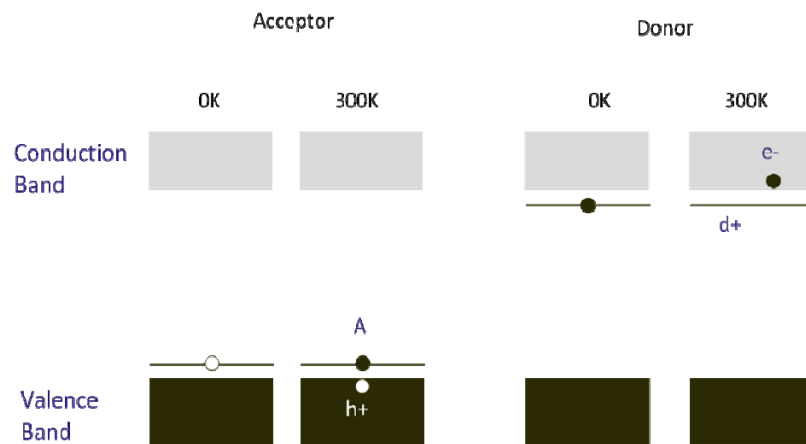 Acceptor Donor
0K 300K 0K 300K
Conduction
Band
e-
d+
A
h+
Valence
Band